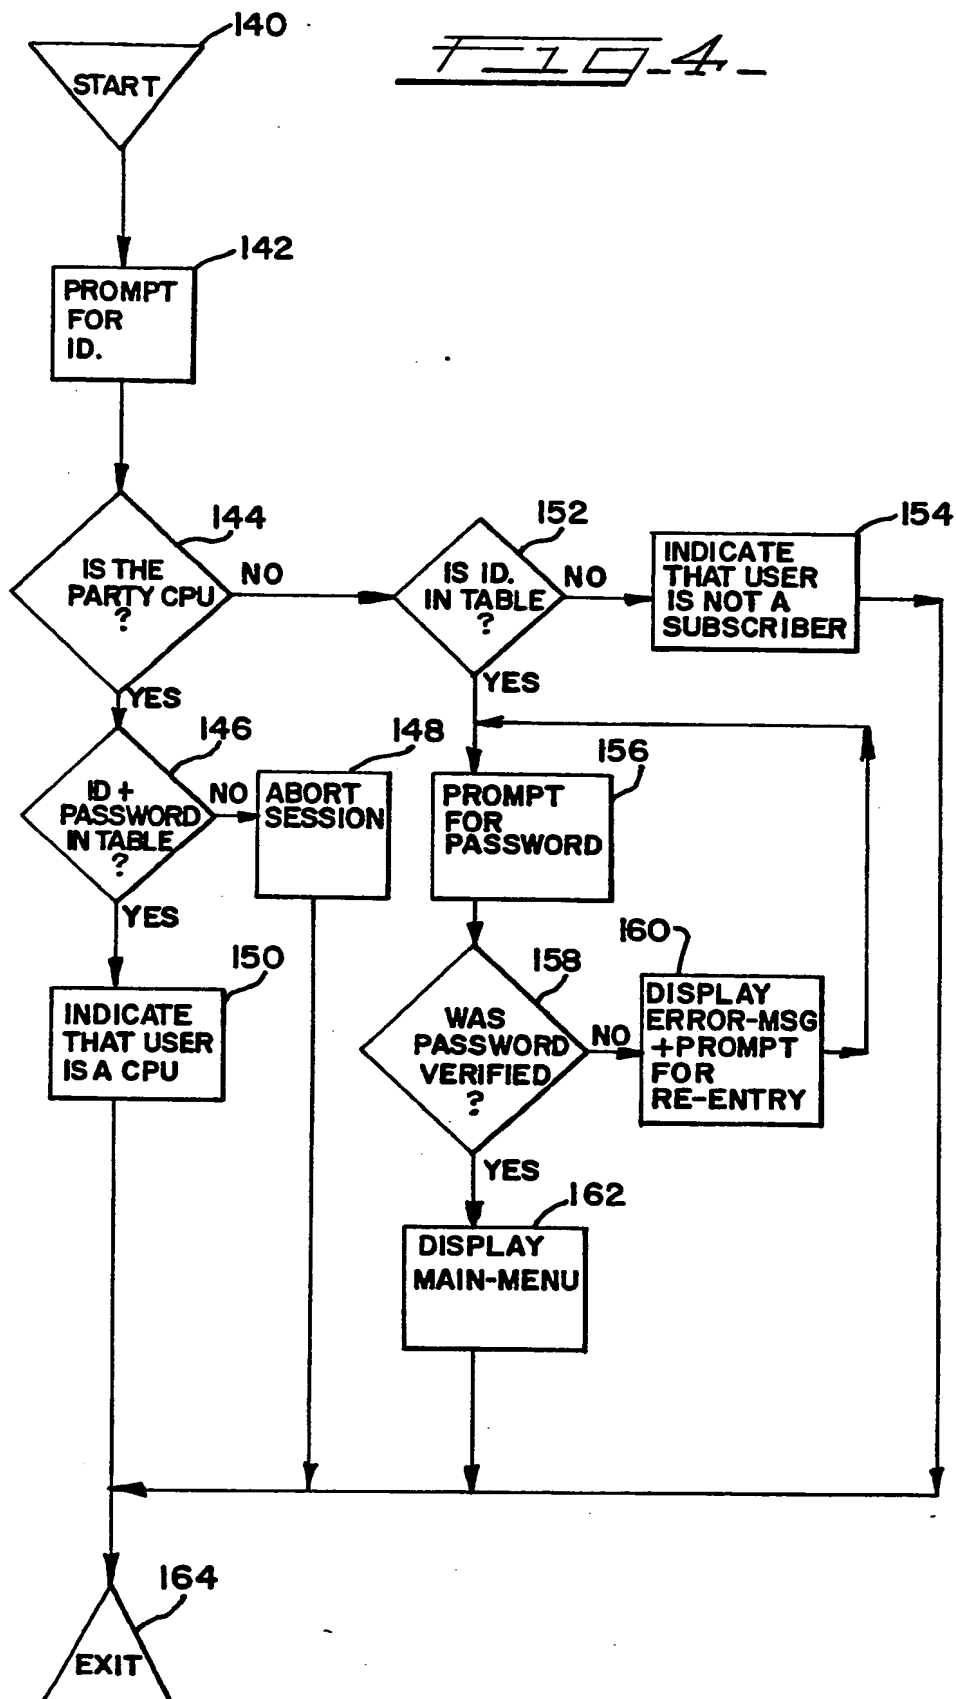 140
Fig. 4.
START
142
PROMPT
FOR
ID.
144
IS THE
PARTY CPU
?
NO
YES
152
IS ID.
IN TABLE
?
NO
YES
154
INDICATE
THAT USER
IS NOT A
SUBSCRIBER
146
ID +
PASSWORD
IN TABLE
?
NO
YES
148
ABORT
SESSION
156
PROMPT
FOR
PASSWORD
150
INDICATE
THAT USER
IS A CPU
158
WAS
PASSWORD
VERIFIED
?
NO
YES
160
DISPLAY
ERROR-MSG
+PROMPT
FOR
RE-ENTRY
162
DISPLAY
MAIN-MENU
164
EXIT